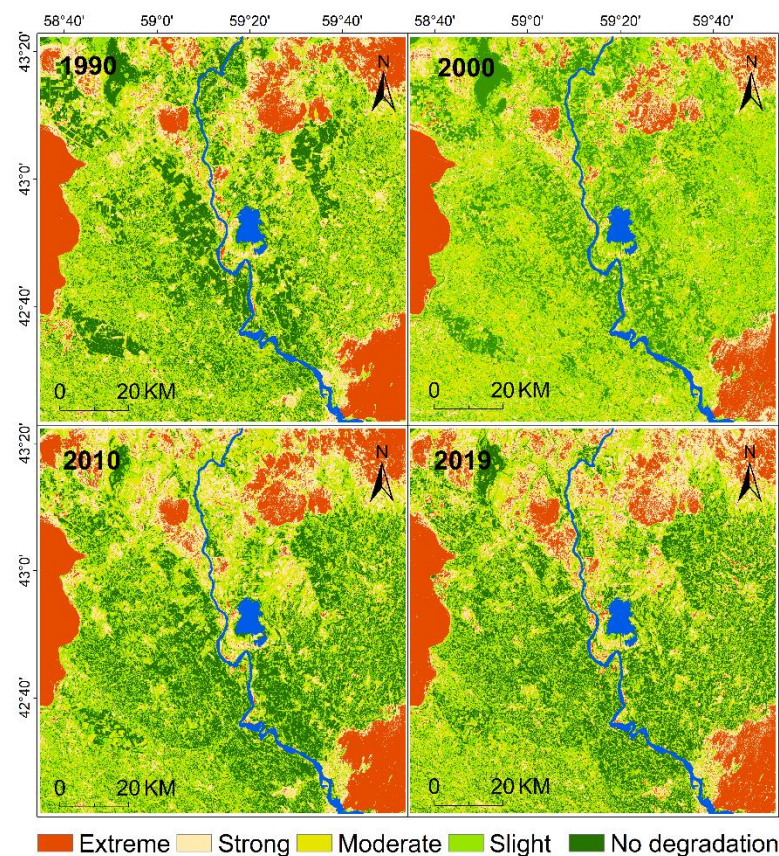 58°40' 59°0' 59°20' 59°40' 58°40' 59°0' 59°20' 59°40'
43°20'
43°0'
42°40'
1990
N
0 20 KM
2000
N
0 20 KM
43°20'
43°0'
42°40'
2010
N
0 20 KM
2019
N
0 20 KM
Extreme Strong Moderate Slight No degradation